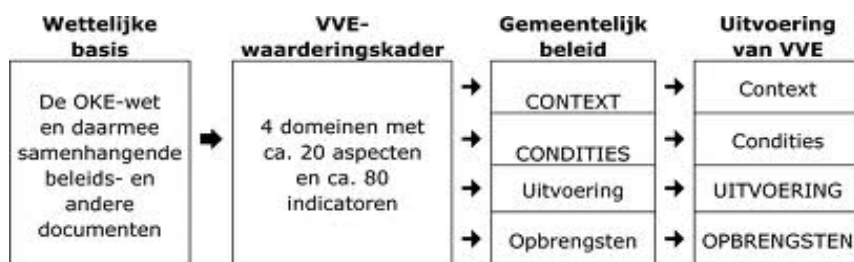 Wettelijke
basis
De OKE-wet
en daarmee
samenhangende
beleids- en
andere
documenten
VVE-
waarderingskader
4 domeinen met
ca. 20 aspecten
en ca. 80
indicatoren
Gemeentelijk
beleid
CONTEXT
CONDITIES
Uitvoering
Opbrengsten
Uitvoering
van VVE
Context
Condities
UITVOERING
OPBRENGSTEN